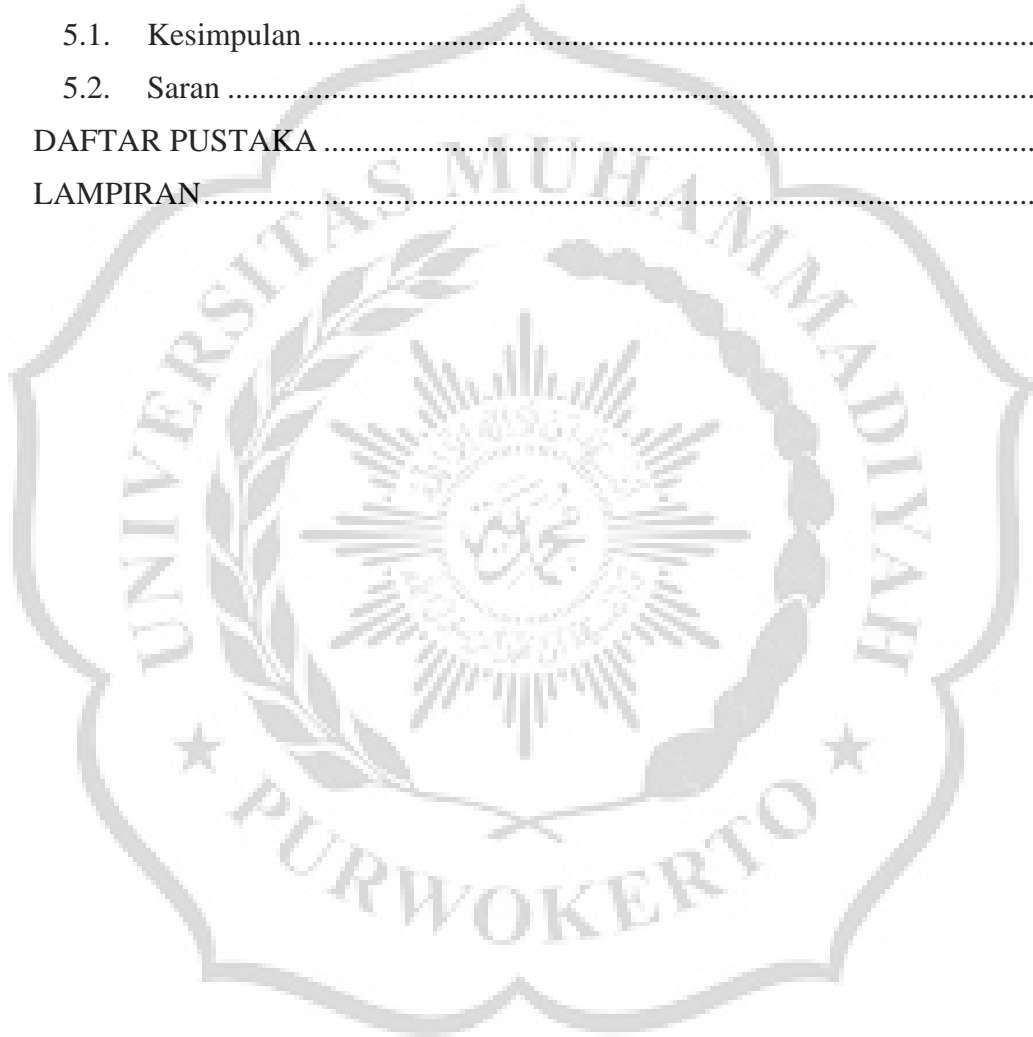 5.1. Kesimpulan ..........................................................................................
5.2. Saran ....................................................................................................
DAFTAR PUSTAKA ........................................................................................
LAMPIRAN.......................................................................................................
UNIVERSITAS MUHAMMADIYAH
★ PURWOKERTO ★